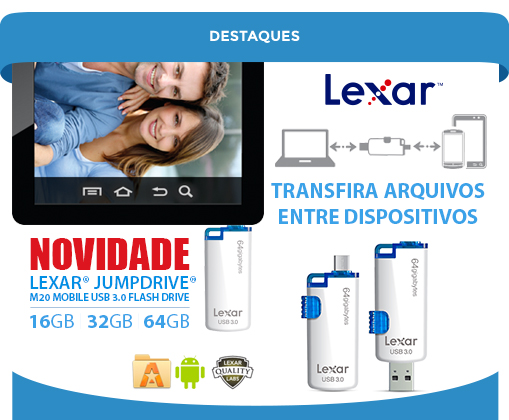 DESTAQUES
Lexar™
TRANSFIRA ARQUIVOS
ENTRE DISPOSITIVOS
NOVIDADE
LEXAR® JUMPDRIVE®
M20 MOBILE USB 3.0 FLASH DRIVE
16GB 32GB 64GB
64gigabytes
Lexar
USB 3.0
64gigabytes
Lexar
USB 3.0
64gigabytes
Lexar
USB 3.0
LEXAR
QUALITY
LABS